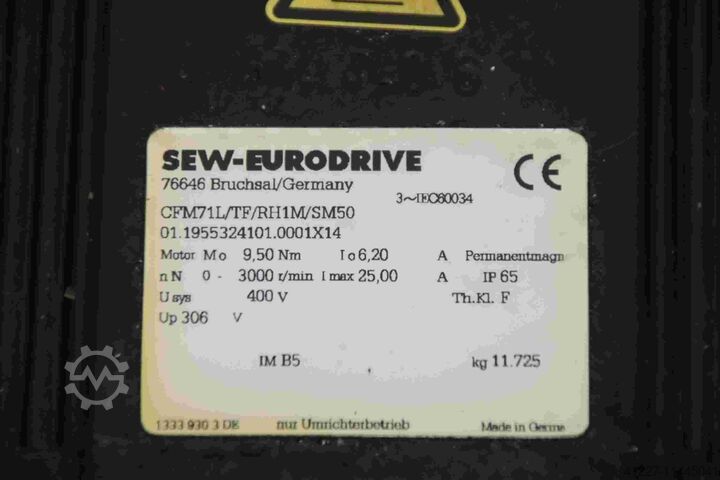 SEW-EURODRIVE
76646 Bruchsal/Germany
CE
3~IEC60034
CFM71L/TF/RH1M/SM50
01.1955324101.0001X14
Motor Mo 9,50 Nm Io 6,20 A Permanentmagn
nN 0 - 3000 r/min Imax 25,00 A IP 65
Usys 400 V Th.Kl. F
Up 306 V
IM B5 kg 11.725
1333 930 3 DE nur Umrichterbetrieb Made in Germa